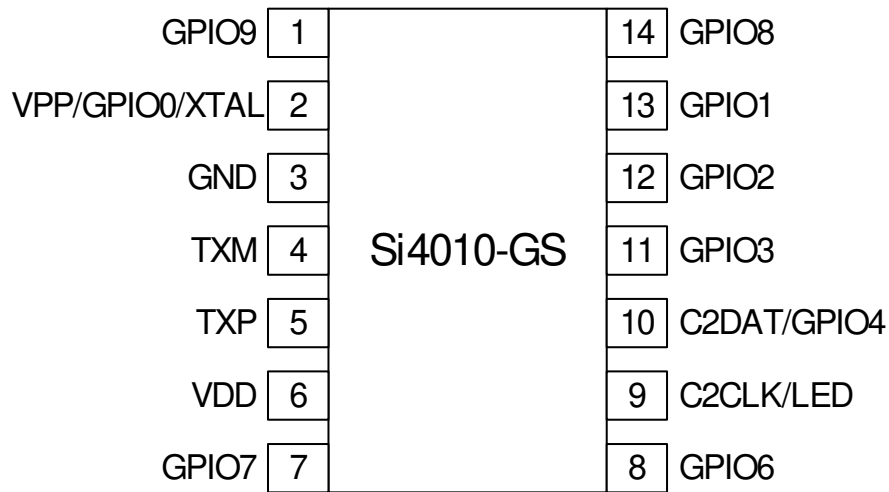 GPIO9 1 14 GPIO8
VPP/GPIO0/XTAL 2 13 GPIO1
GND 3 12 GPIO2
TXM 4 Si4010-GS 11 GPIO3
TXP 5 10 C2DAT/GPIO4
VDD 6 9 C2CLK/LED
GPIO7 7 8 GPIO6